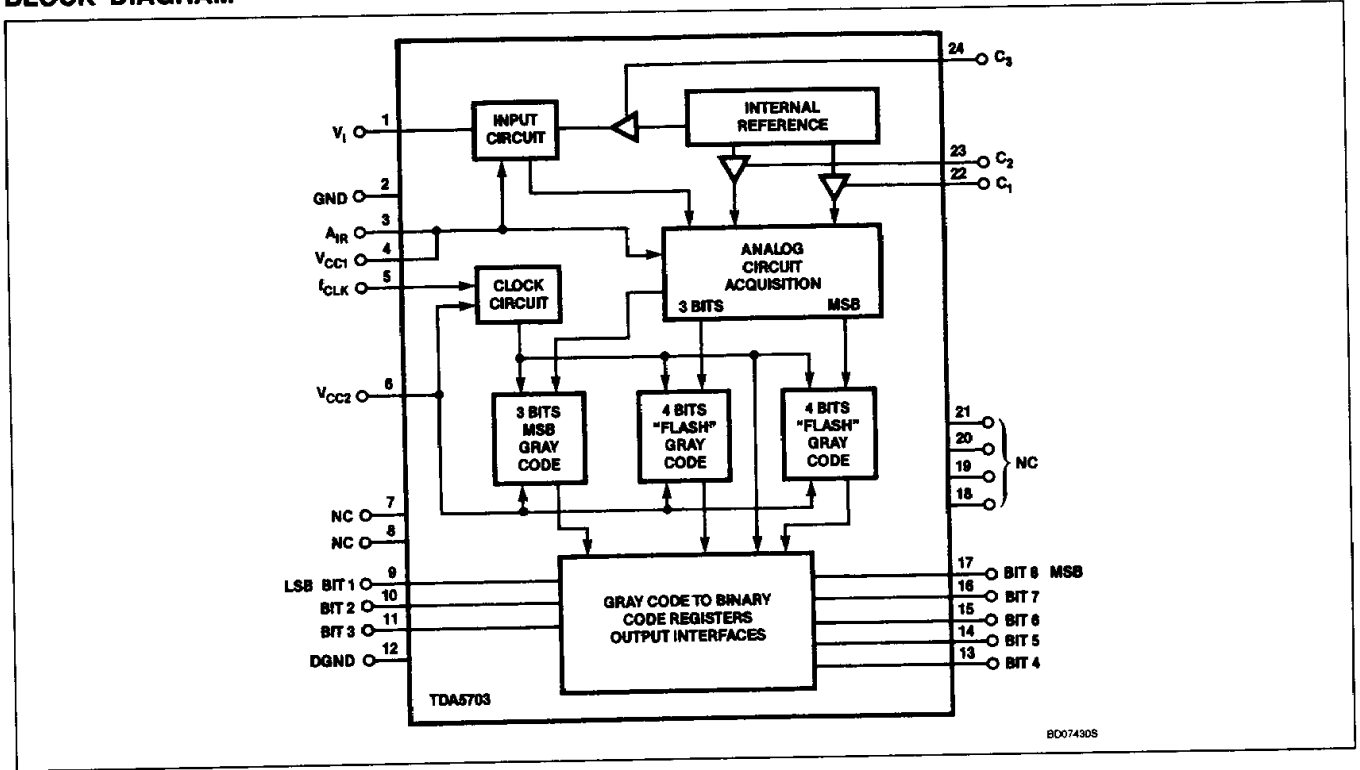 BLOCK DIAGRAM
24
C3
INTERNAL
REFERENCE
INPUT
CIRCUIT
1
VI
23
C2
22
C1
2
GND
3
AIR
4
VCC1
5
fCLK
ANALOG
CIRCUIT
ACQUISITION
3 BITS MSB
CLOCK
CIRCUIT
6
VCC2
3 BITS
MSB
GRAY
CODE
4 BITS
"FLASH"
GRAY
CODE
4 BITS
"FLASH"
GRAY
CODE
21
20
19
18
NC
7
NC
8
NC
9
LSB BIT 1
10
BIT 2
11
BIT 3
12
DGND
GRAY CODE TO BINARY
CODE REGISTERS
OUTPUT INTERFACES
17
BIT 8 MSB
16
BIT 7
15
BIT 6
14
BIT 5
13
BIT 4
TDA5703
BD07430S